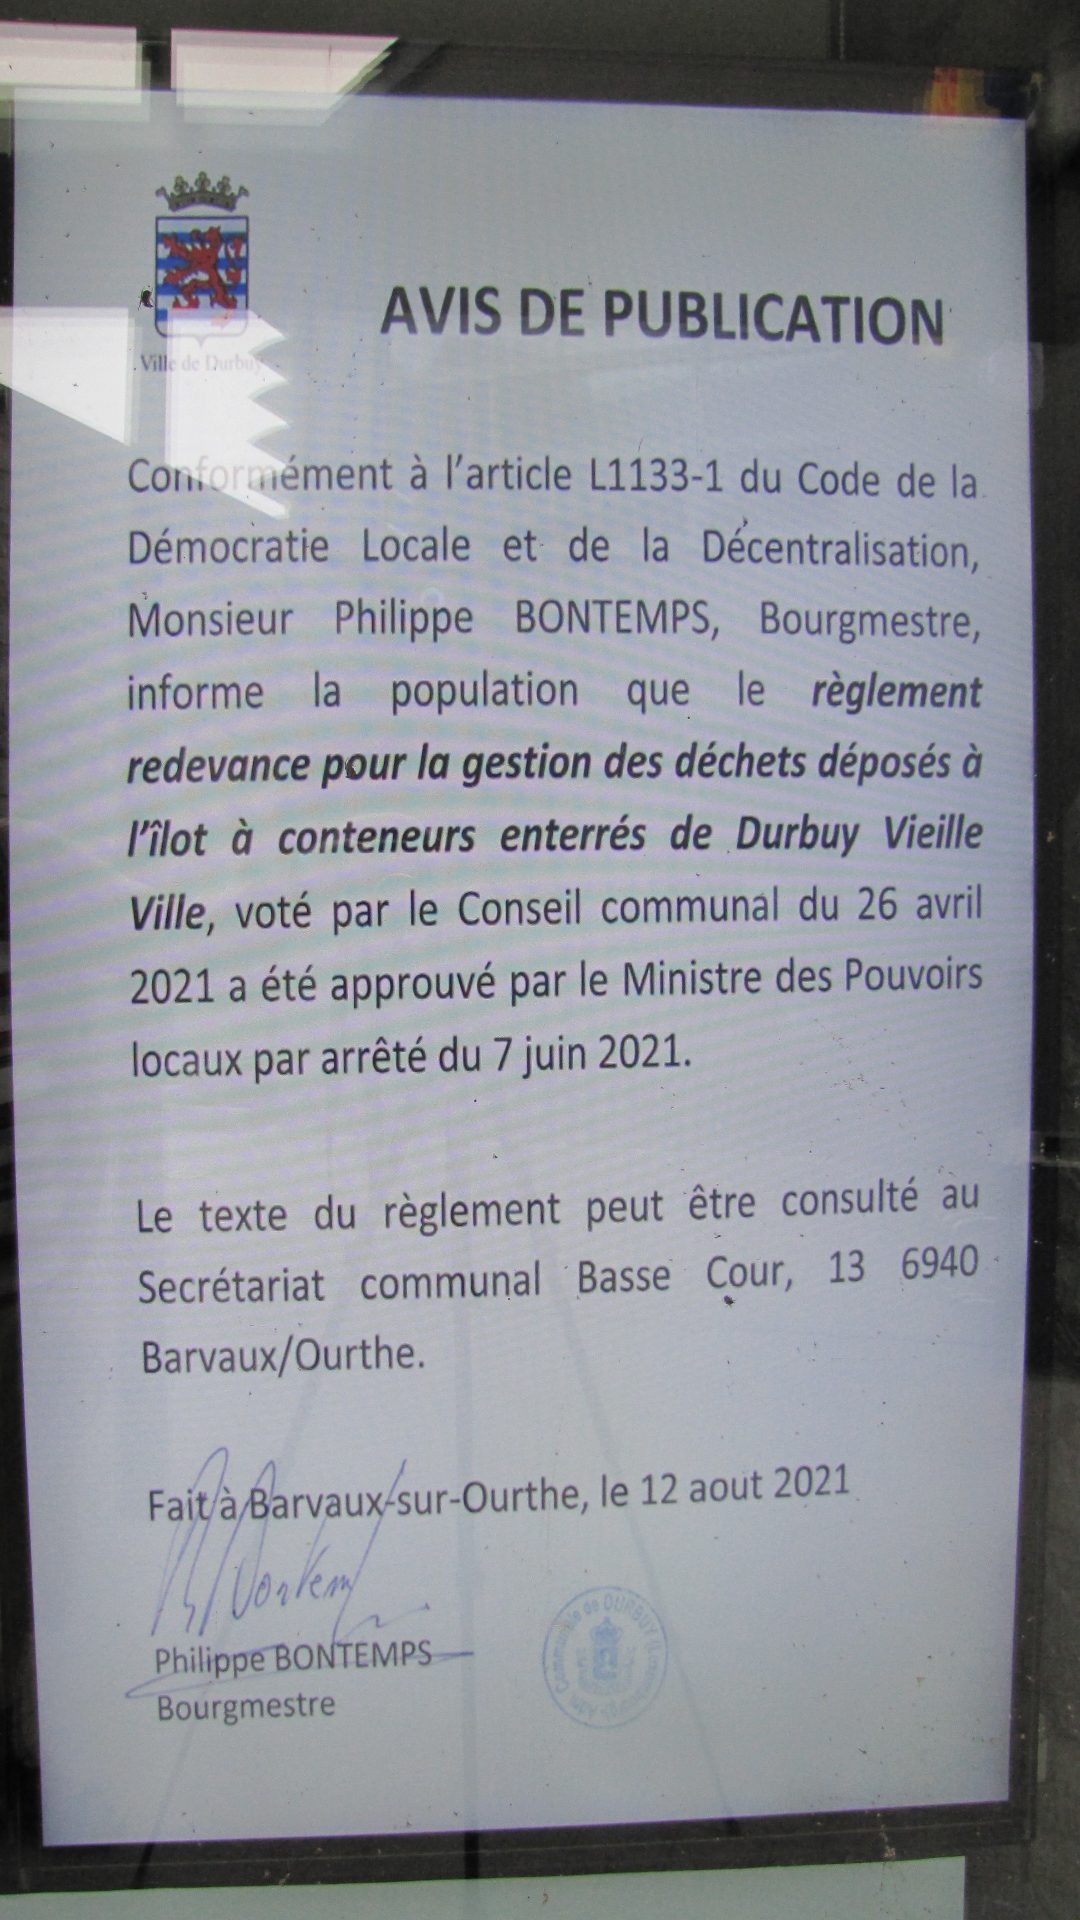 Ville de Durbuy
AVIS DE PUBLICATION
Conformément à l'article L1133-1 du Code de la
Démocratie Locale et de la Décentralisation,
Monsieur Philippe BONTEMPS, Bourgmestre,
informe la population que le règlement
redevance pour la gestion des déchets déposés à
l'îlot à conteneurs enterrés de Durbuy Vieille
Ville, voté par le Conseil communal du 26 avril
2021 a été approuvé par le Ministre des Pouvoirs
locaux par arrêté du 7 juin 2021.
Le texte du règlement peut être consulté au
Secrétariat communal Basse Cour, 13 6940
Barvaux/Ourthe.
Fait à Barvaux-sur-Ourthe, le 12 aout 2021
Philippe BONTEMPS
Bourgmestre
Adm. Communale de DURBUY